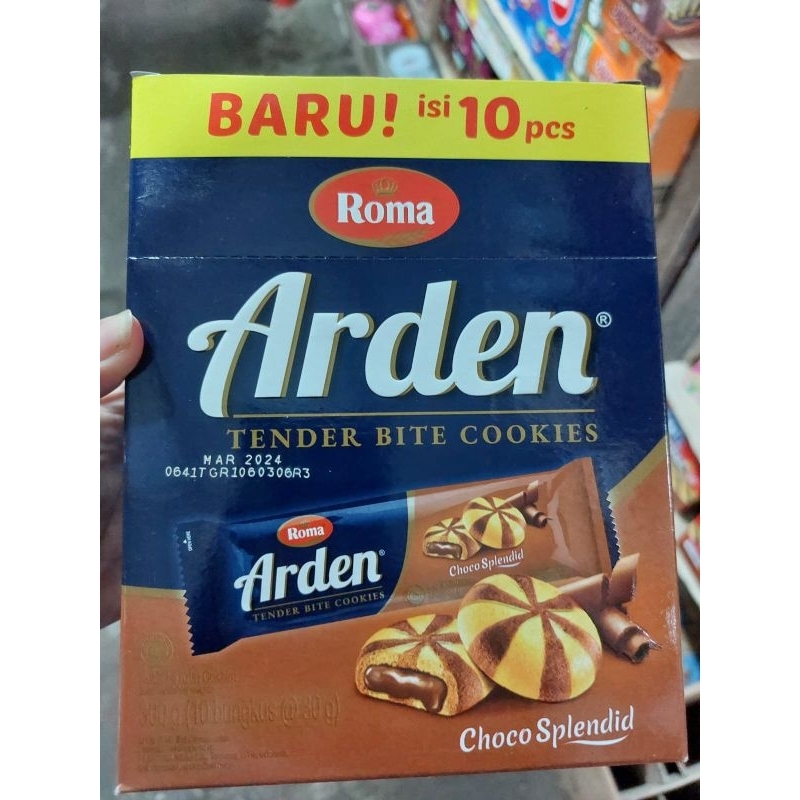 BARU! isi 10 pcs
Roma
Arden®
TENDER BITE COOKIES
MAR 2024
0641TGR1060306R3
Roma
Arden®
TENDER BITE COOKIES
Choco Splendid
300 g (10 bungkus @ 30 g)
Choco Splendid